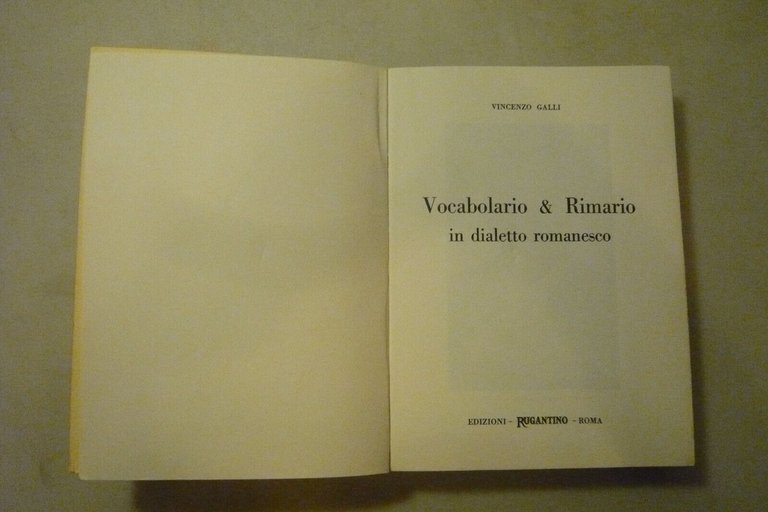 VINCENZO GALLI
Vocabolario & Rimario
in dialetto romanesco
EDIZIONI - RUGANTINO - ROMA